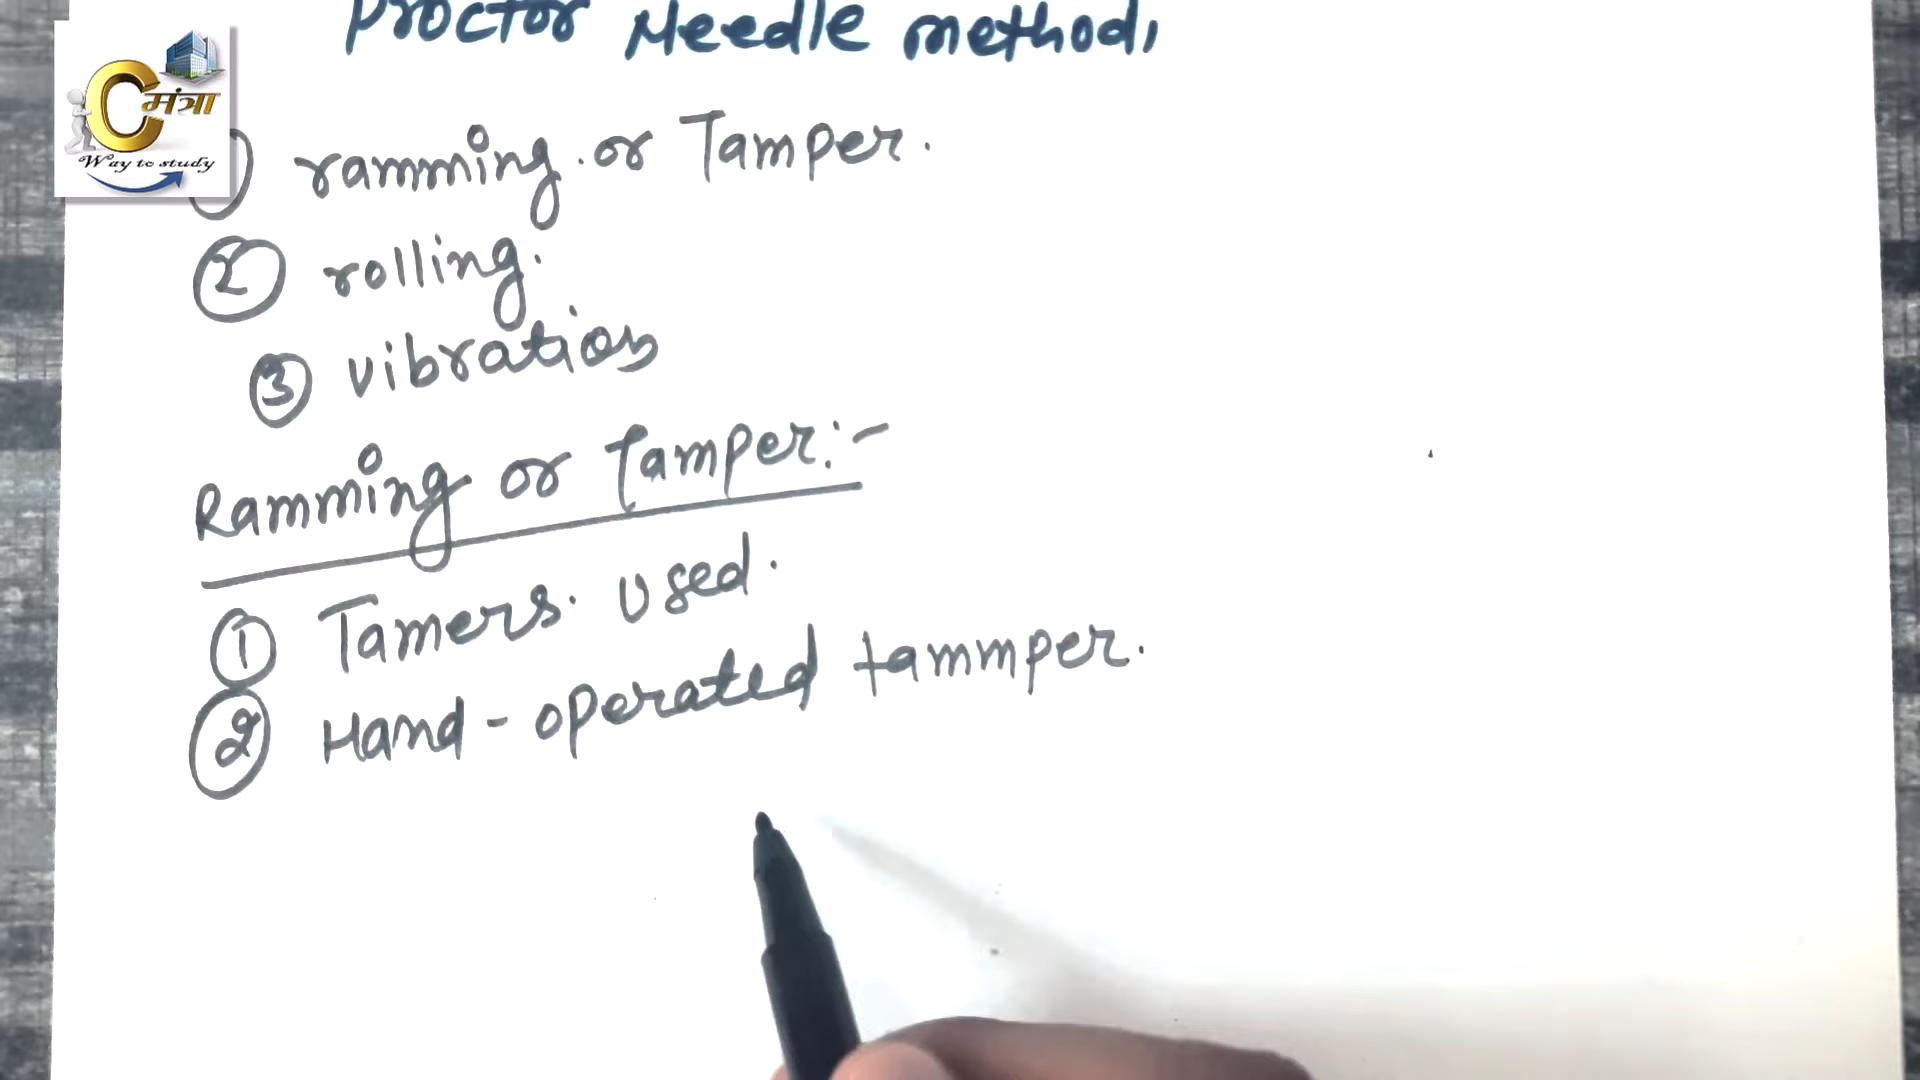 Proctor Needle method,
C मंत्रा
Way to study
ramming. or Tamper.
② rolling.
③ vibration
Ramming or Tamper:-
① Tamers. used.
② Hand-operated tammper.